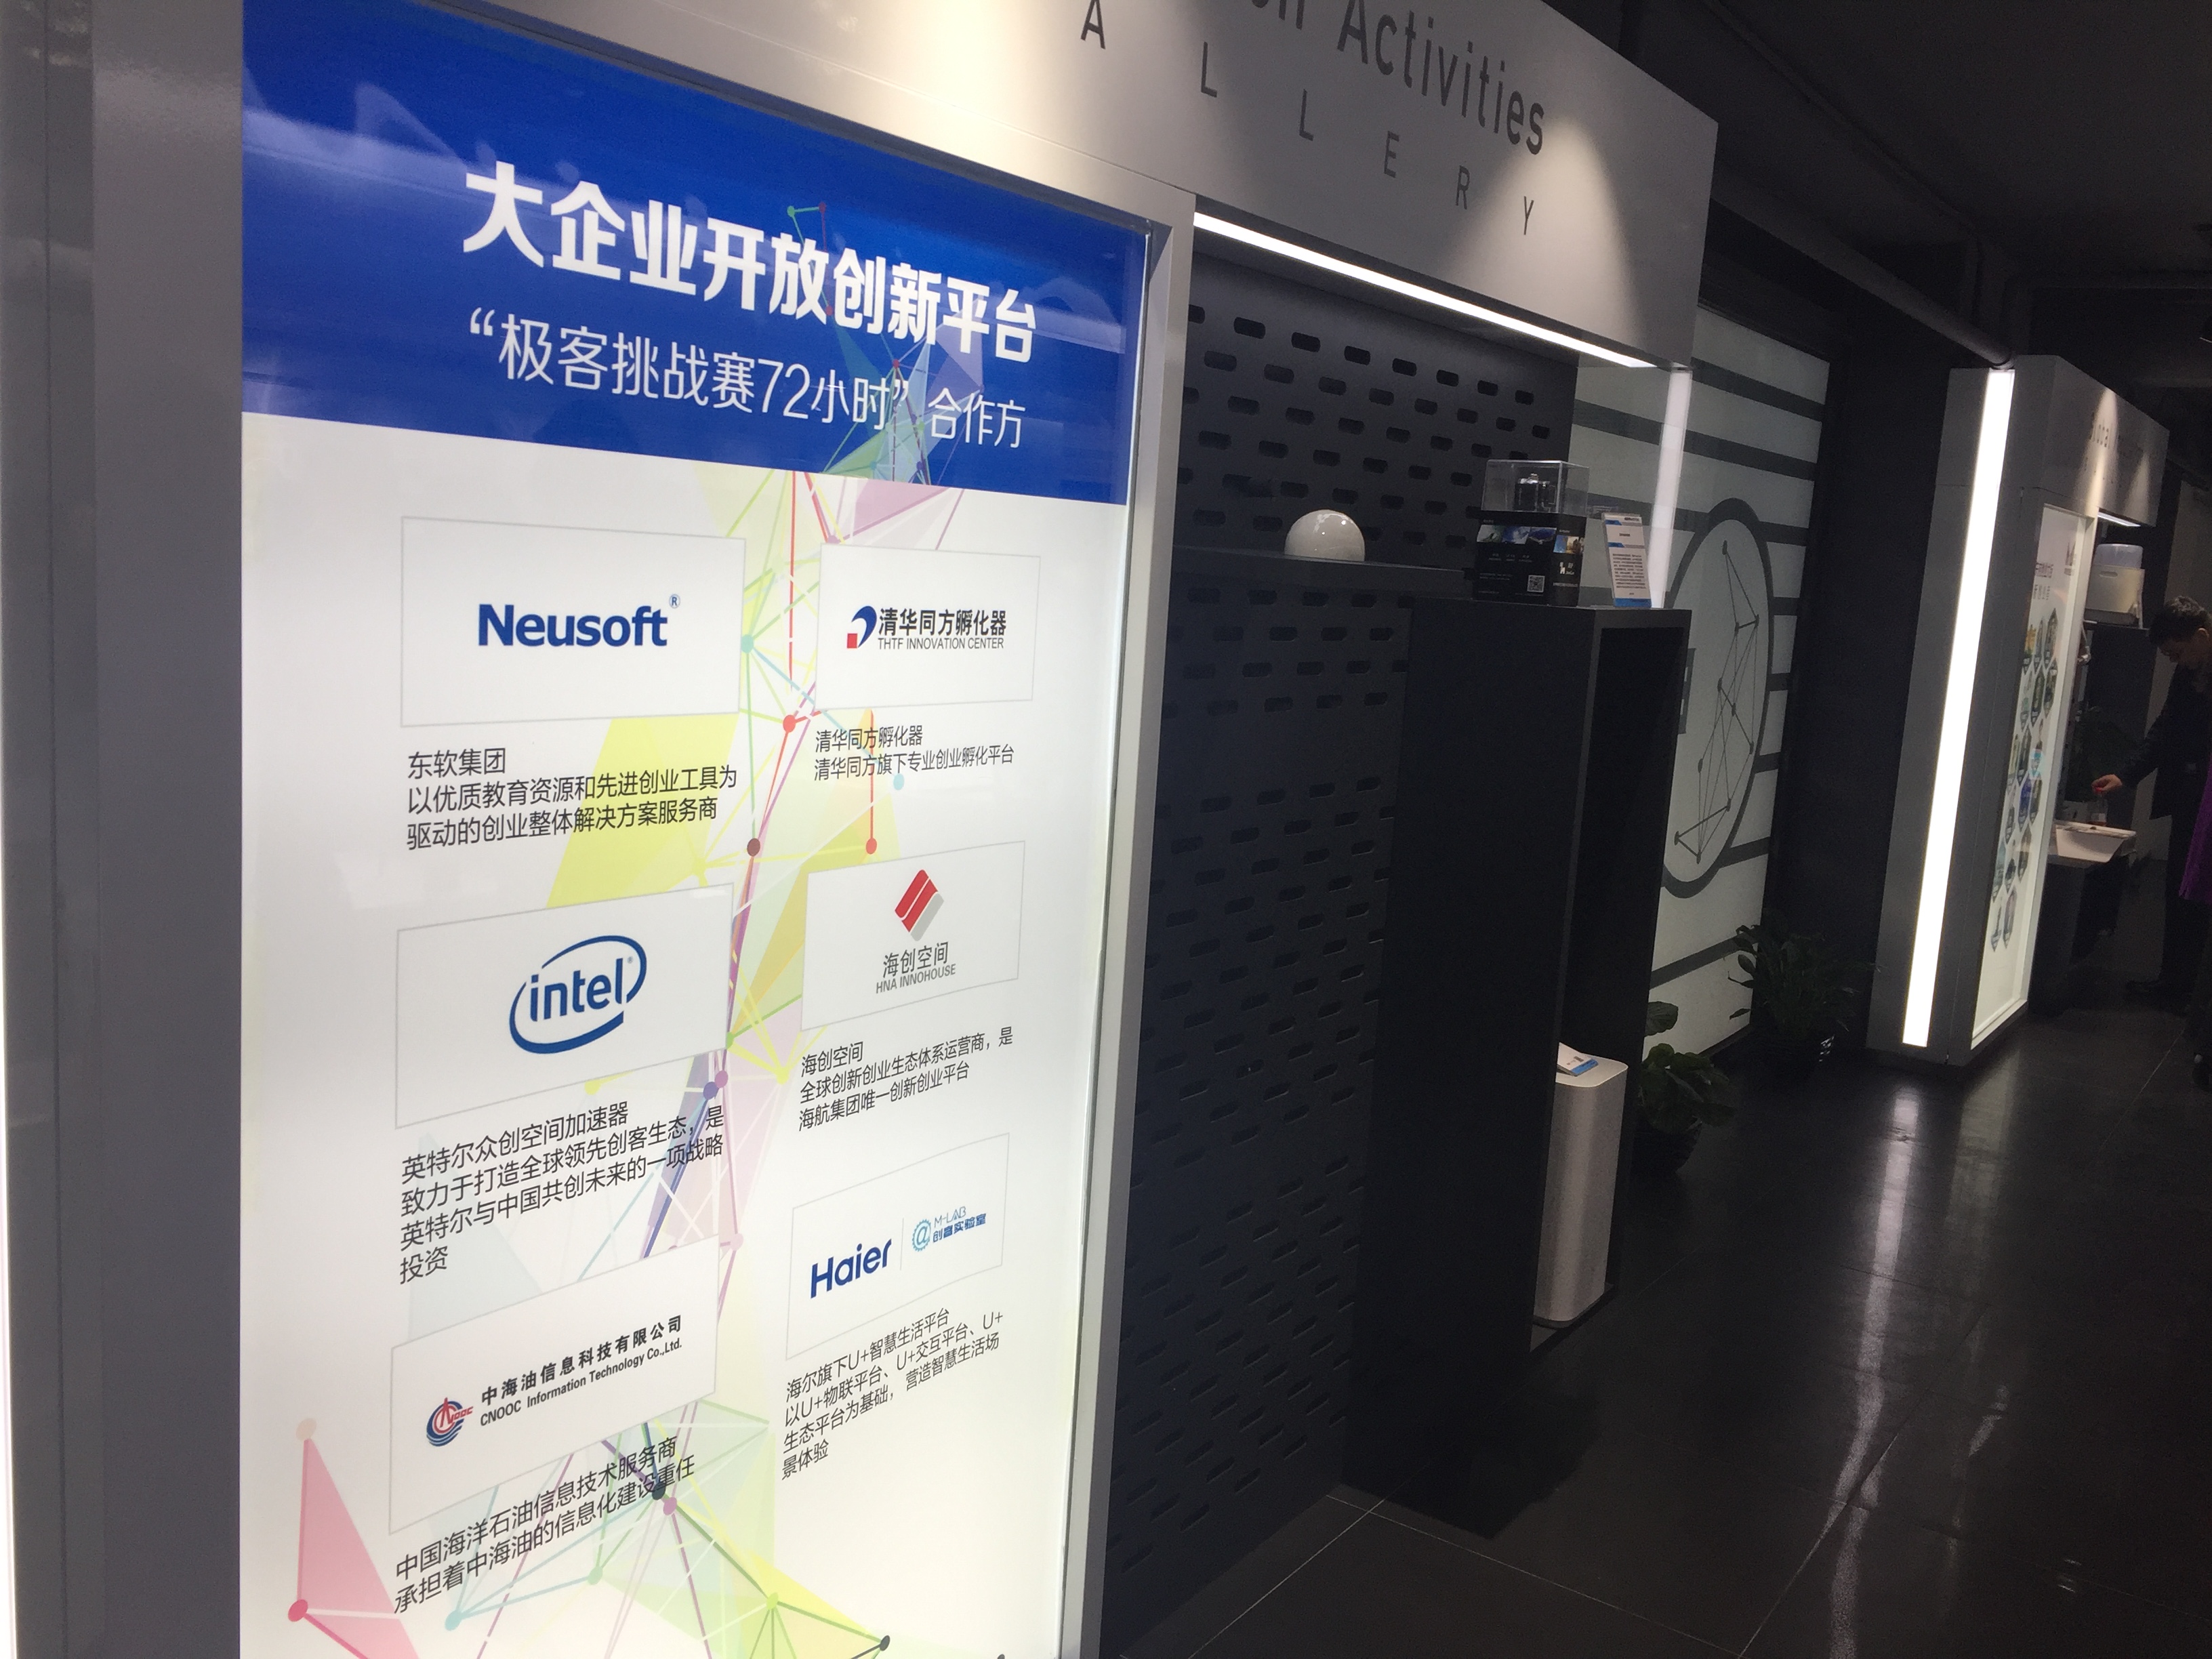 Activities
ALLERY
大企业开放创新平台
“极客挑战赛72小时” 合作方
Neusoft®
清华同方孵化器
THTF INNOVATION CENTER
东软集团
以优质教育资源和先进创业工具为
驱动的创业整体解决方案服务商
清华同方孵化器
清华同方旗下专业创业孵化平台
intel
海创空间
HNA INNOHOUSE
英特尔众创空间加速器
致力于打造全球领先创客生态，是
英特尔与中国共创未来的一项战略
投资
海创空间
全球创新创业生态体系运营商，是
海航集团唯一创新创业平台
中海油信息科技有限公司
CNOOC Information Technology Co.,Ltd.
CNOOC
Haier
M-LAB
创客实验室
中国海洋石油信息技术服务商
承担着中海油的信息化建设重任
海尔旗下U+智慧生活平台
以U+物联平台、U+交互平台、U+
生态平台为基础，营造智慧生活场
景体验